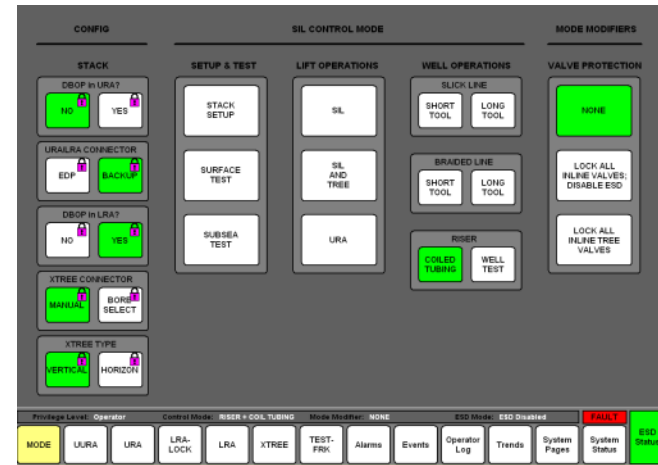 CONFIG
SIL CONTROL MODE
MODE MODIFIERS
STACK
SETUP & TEST
LIFT OPERATIONS
WELL OPERATIONS
VALVE PROTECTION
DBOP in URA?
NO
YES
URA/LRA CONNECTOR
EDP
BACKUP
DBOP in LRA?
NO
YES
XTREE CONNECTOR
MANUAL
BORE
SELECT
XTREE TYPE
VERTICAL
HORIZON
STACK
SETUP
SURFACE
TEST
SUBSEA
TEST
SIL
SIL
AND
TREE
URA
SLICK LINE
SHORT
TOOL
LONG
TOOL
BRAIDED LINE
SHORT
TOOL
LONG
TOOL
RISER
COILED
TUBING
WELL
TEST
NONE
LOCK ALL
INLINE VALVES;
DISABLE ESD
LOCK ALL
INLINE TREE
VALVES
Privilege Level: Operator
Control Mode: RISER + COIL TUBING
Mode Modifier: NONE
ESD Mode: ESD Disabled
FAULT
MODE
UURA
URA
LRA-
LOCK
LRA
XTREE
TEST-
FRK
Alarms
Events
Operator
Log
Trends
System
Pages
System
Status
ESD
Status